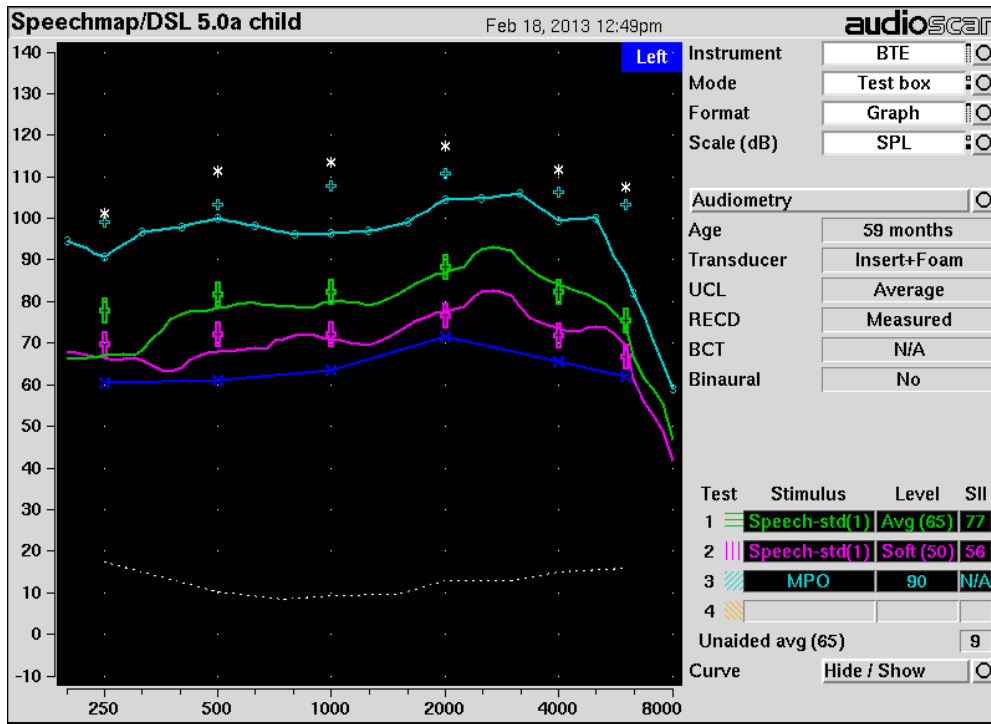 Speechmap/DSL 5.0a child Feb 18, 2013 12:49pm audioscan
Left
140
130
120
110
100
90
80
70
60
50
40
30
20
10
0
-10
250 500 1000 2000 4000 8000
Instrument BTE
Mode Test box
Format Graph
Scale (dB) SPL
Audiometry
Age 59 months
Transducer Insert+Foam
UCL Average
RECD Measured
BCT N/A
Binaural No
Test Stimulus Level SII
1 Speech-std(1) Avg (65) 77
2 Speech-std(1) Soft (50) 56
3 MPO 90 N/A
4
Unaided avg (65) 9
Curve Hide / Show